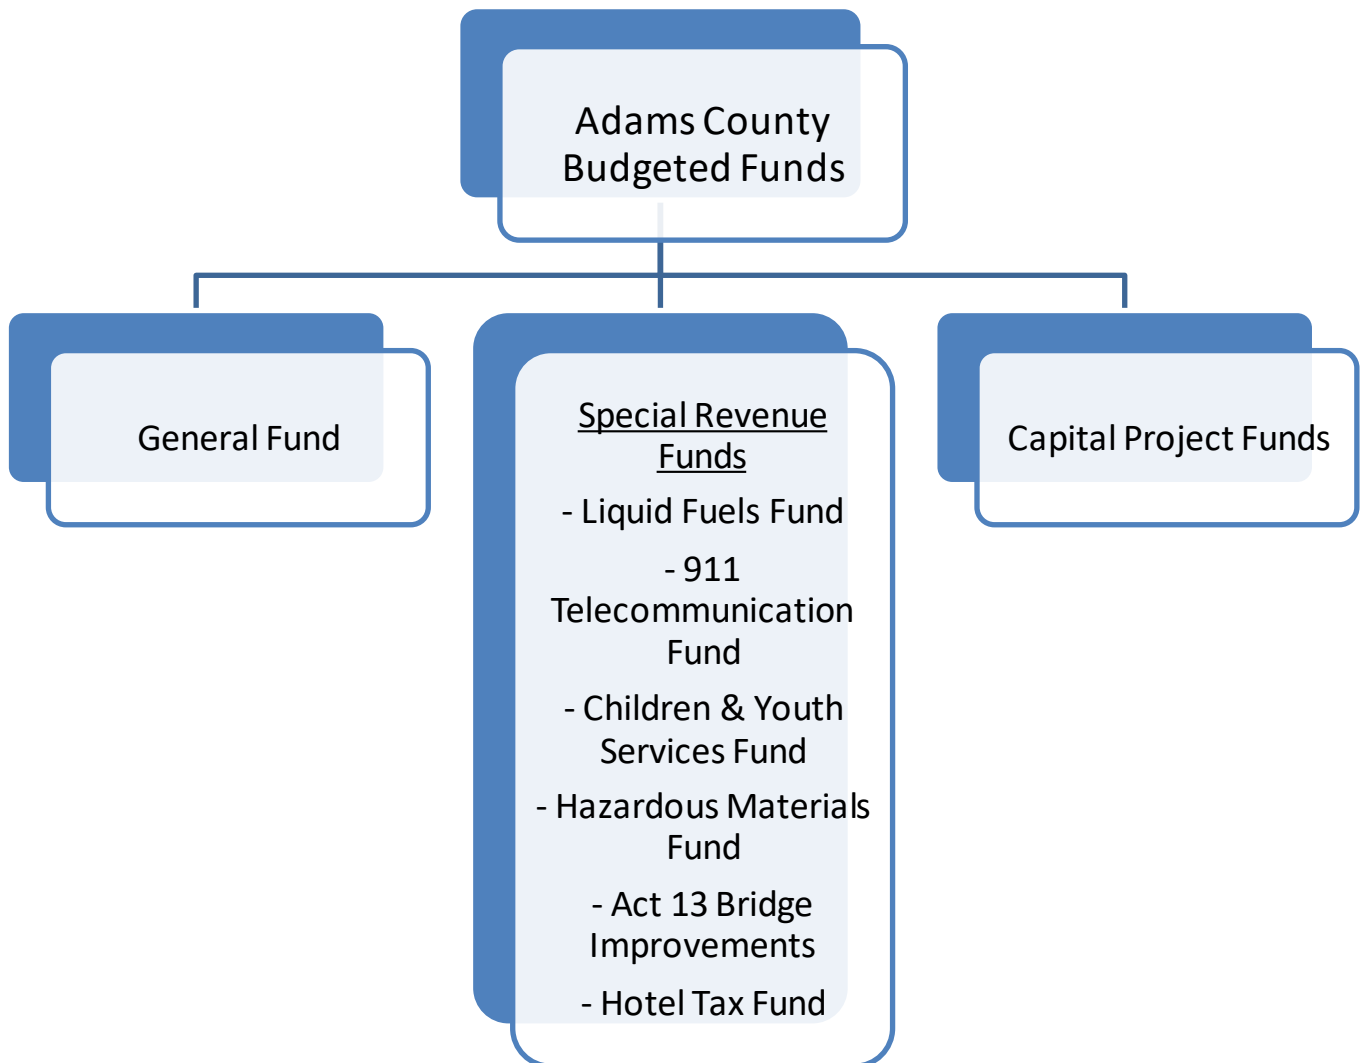 Adams County
Budgeted Funds
General Fund
Special Revenue
Funds
- Liquid Fuels Fund
- 911
Telecommunication
Fund
- Children & Youth
Services Fund
- Hazardous Materials
Fund
- Act 13 Bridge
Improvements
- Hotel Tax Fund
Capital Project Funds